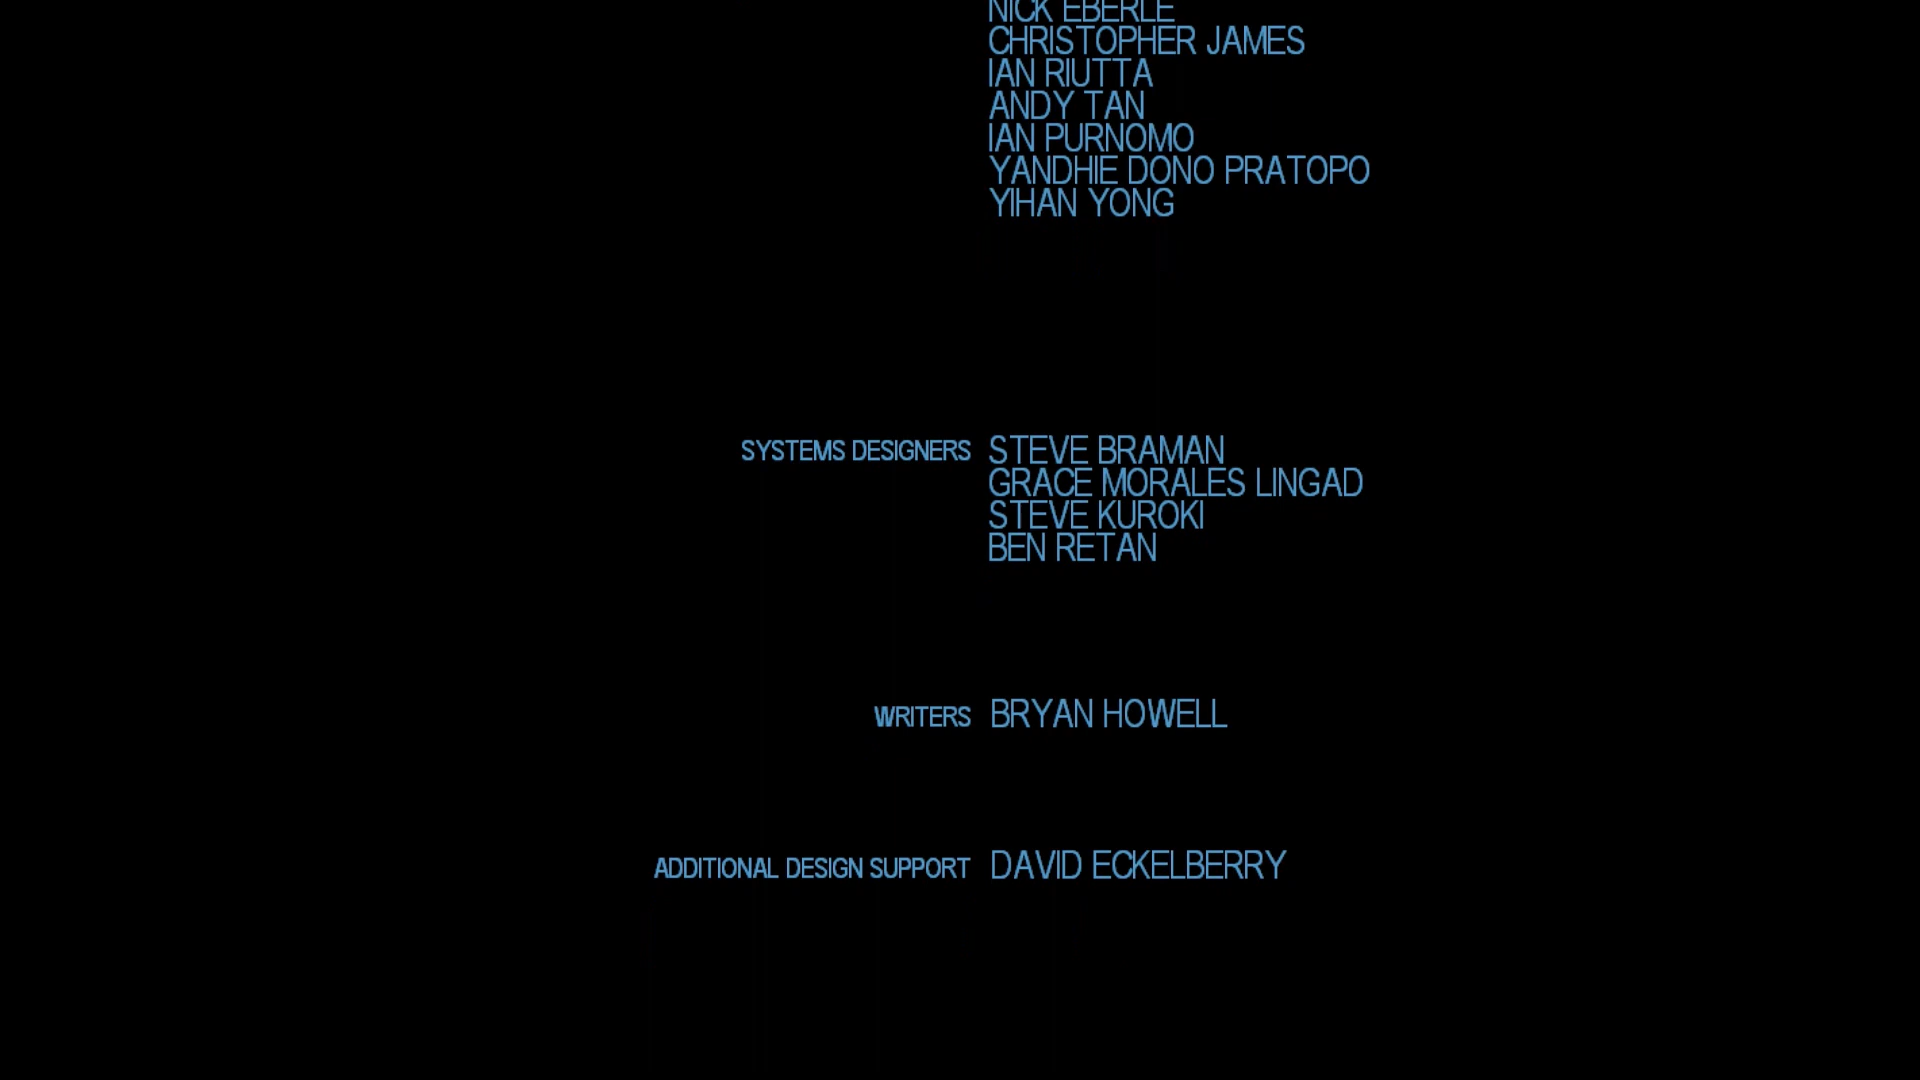 NICK EBERLE
CHRISTOPHER JAMES
IAN RIUTTA
ANDY TAN
IAN PURNOMO
YANDHIE DONO PRATOPO
YIHAN YONG
SYSTEMS DESIGNERS STEVE BRAMAN
GRACE MORALES LINGAD
STEVE KUROKI
BEN RETAN
WRITERS BRYAN HOWELL
ADDITIONAL DESIGN SUPPORT DAVID ECKELBERRY